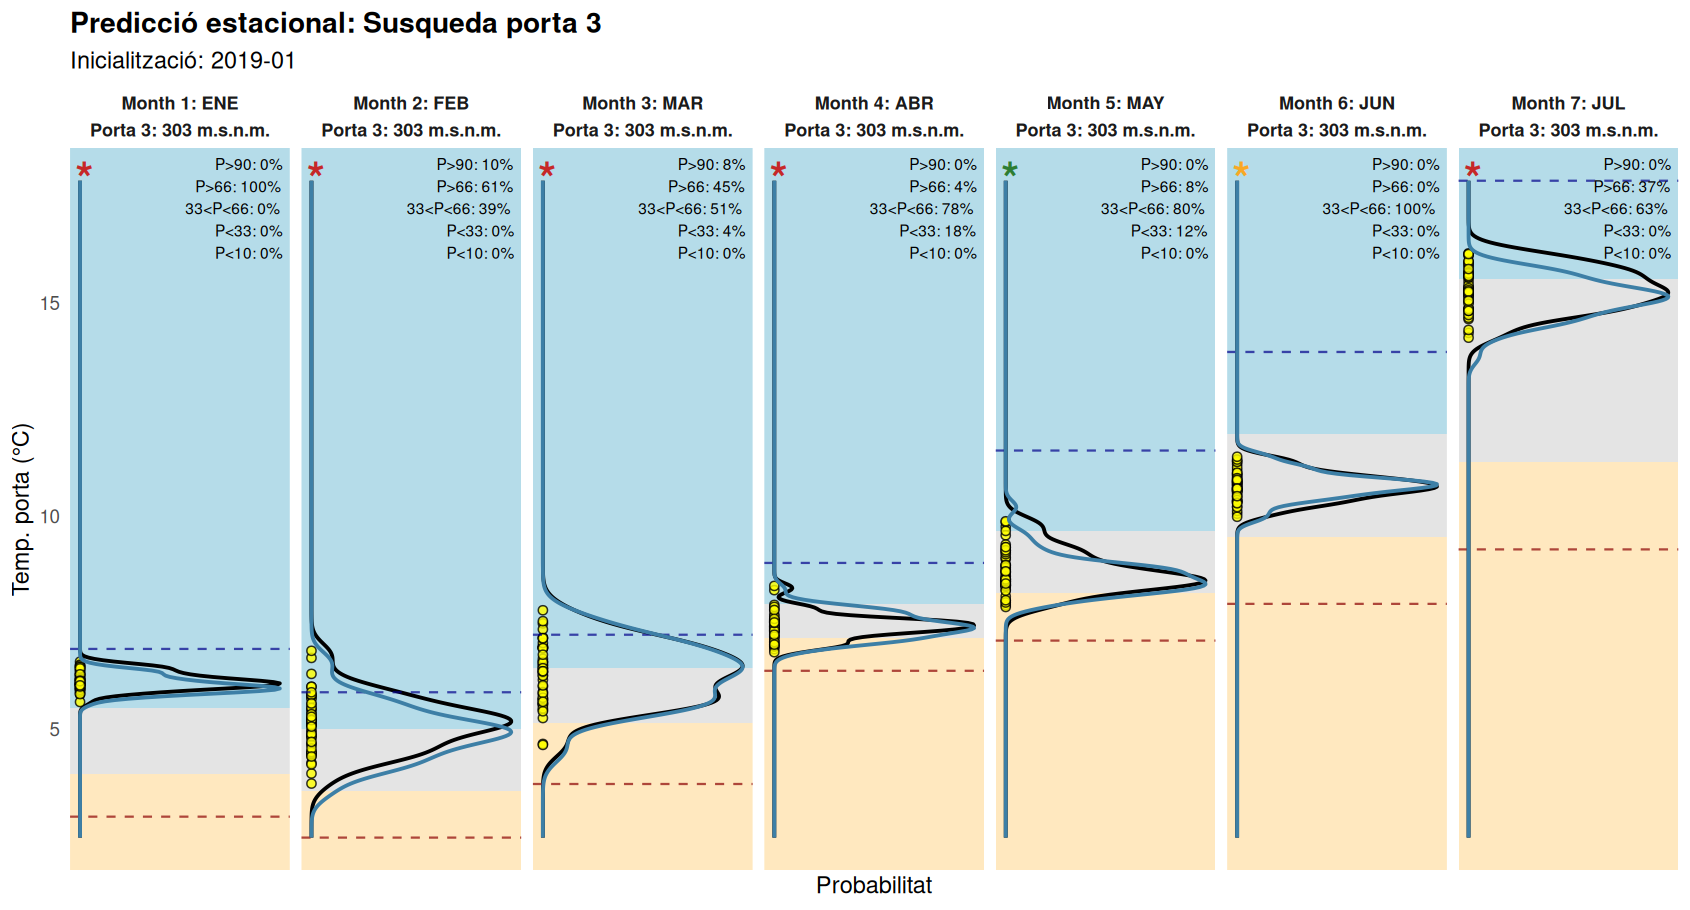 Predicció estacional: Susqueda porta 3
Inicialització: 2019-01
Month 1: ENE
Porta 3: 303 m.s.n.m.
*
P>90: 0%
P>66: 100%
33<P<66: 0%
P<33: 0%
P<10: 0%
Month 2: FEB
Porta 3: 303 m.s.n.m.
*
P>90: 10%
P>66: 61%
33<P<66: 39%
P<33: 0%
P<10: 0%
Month 3: MAR
Porta 3: 303 m.s.n.m.
*
P>90: 8%
P>66: 45%
33<P<66: 51%
P<33: 4%
P<10: 0%
Month 4: ABR
Porta 3: 303 m.s.n.m.
*
P>90: 0%
P>66: 4%
33<P<66: 78%
P<33: 18%
P<10: 0%
Month 5: MAY
Porta 3: 303 m.s.n.m.
*
P>90: 0%
P>66: 8%
33<P<66: 80%
P<33: 12%
P<10: 0%
Month 6: JUN
Porta 3: 303 m.s.n.m.
*
P>90: 0%
P>66: 0%
33<P<66: 100%
P<33: 0%
P<10: 0%
Month 7: JUL
Porta 3: 303 m.s.n.m.
*
P>90: 0%
P>66: 37%
33<P<66: 63%
P<33: 0%
P<10: 0%
15
10
5
Temp. porta (°C)
Probabilitat